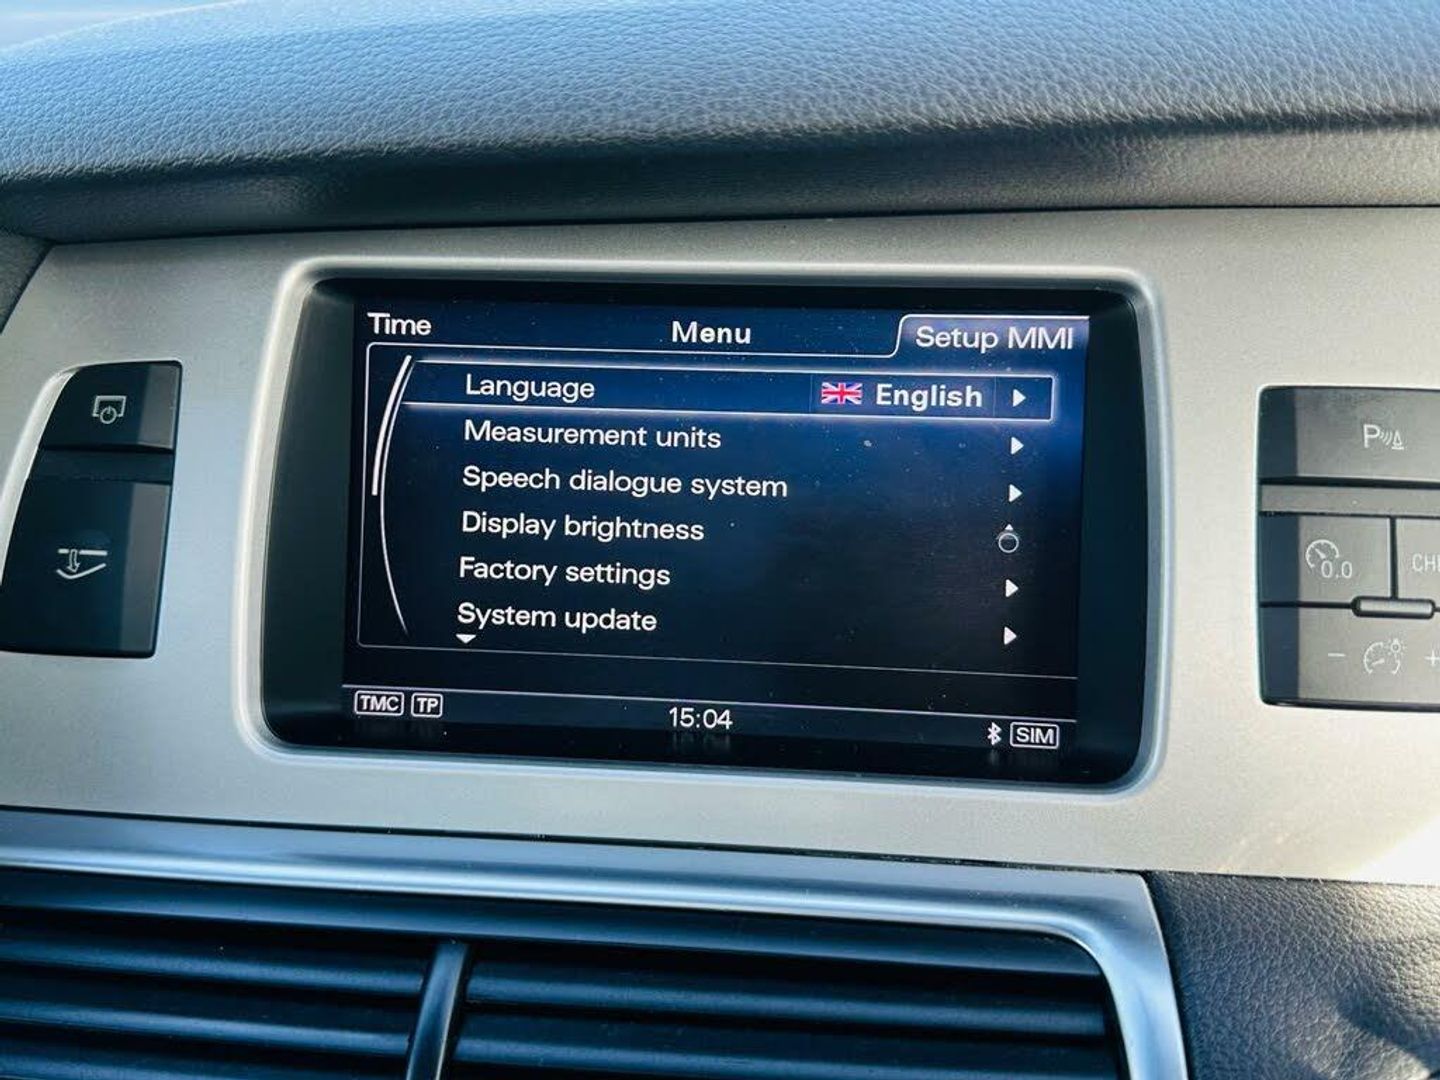 Time Menu Setup MMI
Language English
Measurement units
Speech dialogue system
Display brightness
Factory settings
System update
TMC TP 15:04 SIM
P
0.0